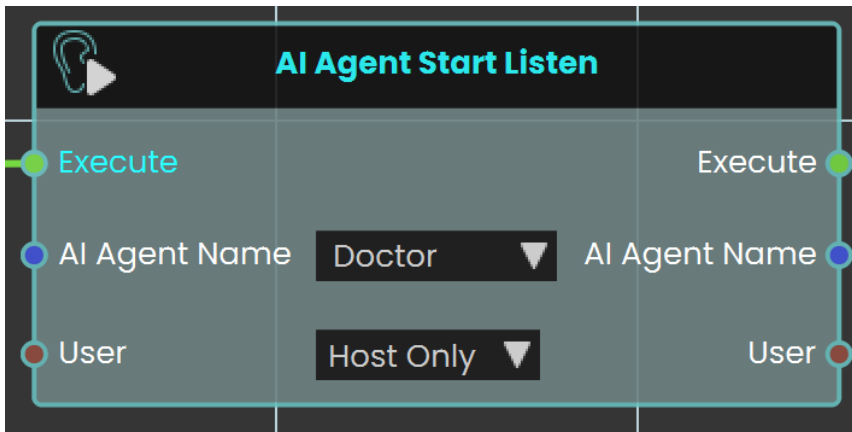 AI Agent Start Listen
Execute Execute
AI Agent Name Doctor AI Agent Name
User Host Only User